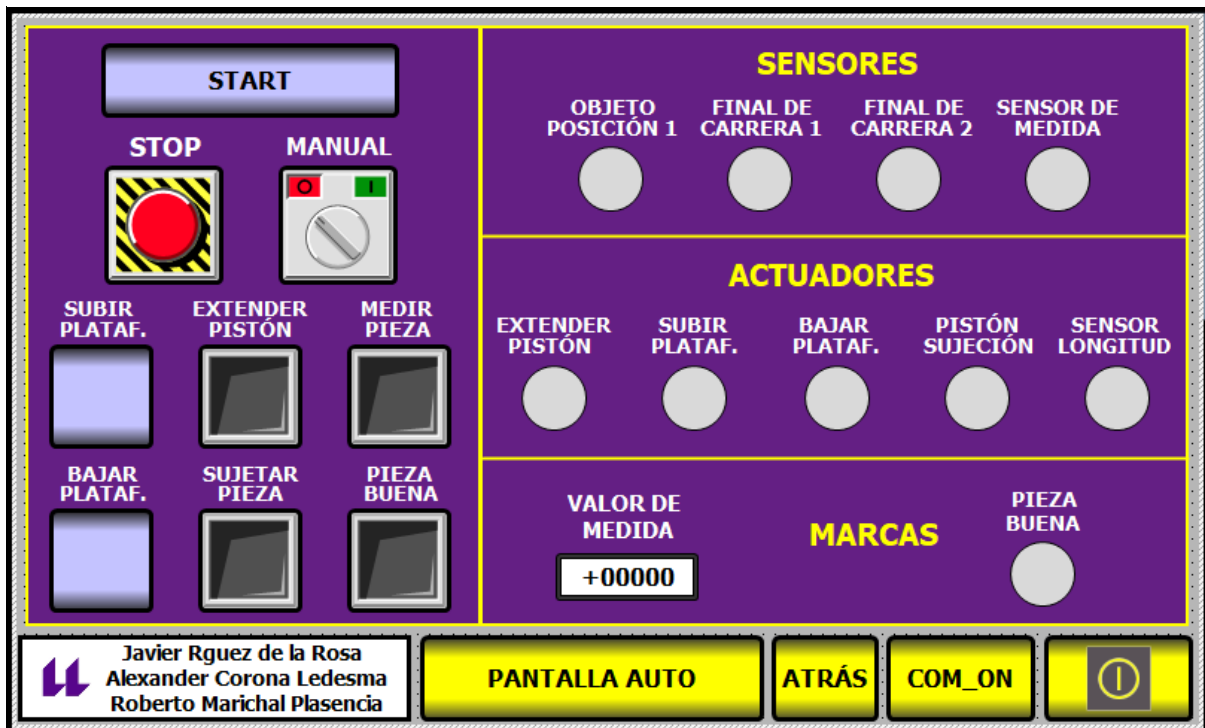 START
STOP
MANUAL
O
I
SUBIR
PLATAF.
EXTENDER
PISTÓN
MEDIR
PIEZA
BAJAR
PLATAF.
SUJETAR
PIEZA
PIEZA
BUENA
SENSORES
OBJETO
POSICIÓN 1
FINAL DE
CARRERA 1
FINAL DE
CARRERA 2
SENSOR DE
MEDIDA
ACTUADORES
EXTENDER
PISTÓN
SUBIR
PLATAF.
BAJAR
PLATAF.
PISTÓN
SUJECIÓN
SENSOR
LONGITUD
VALOR DE
MEDIDA
+00000
MARCAS
PIEZA
BUENA
Javier Rguez de la Rosa
Alexander Corona Ledesma
Roberto Marichal Plasencia
PANTALLA AUTO
ATRÁS
COM_ON